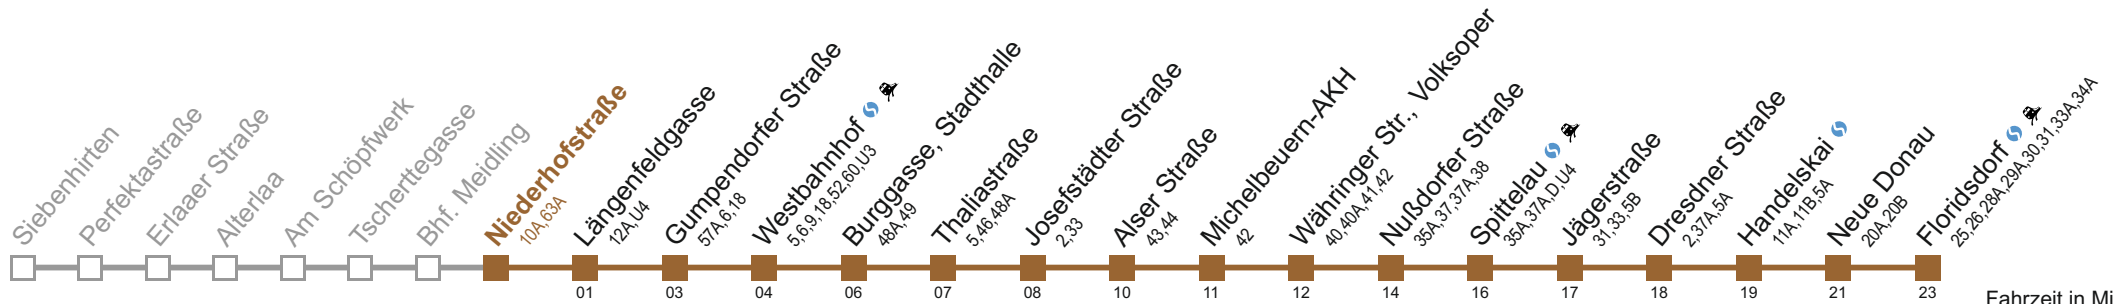 Siebenhirten
Perfektastraße
Erlaaer Straße
Alterlaa
Am Schöpfwerk
Tscherttegasse
Bhf. Meidling
Niederhofstraße
10A,63A
Längenfeldgasse
12A,U4
Gumpendorfer Straße
57A,6,18
Westbahnhof
5,6,9,18,52,60,U3
Burggasse, Stadthalle
48A,49
Thaliastraße
5,46,48A
Josefstädter Straße
2,33
Alser Straße
43,44
Michelbeuern-AKH
42
Währinger Str., Volksoper
40,40A,41,42
Nußdorfer Straße
35A,37,37A,38
Spittelau
35A,37A,D,U4
Jägerstraße
31,33,5B
Dresdner Straße
2,37A,5A
Handelskai
11A,11B,5A
Neue Donau
20A,20B
Floridsdorf
25,26,28A,29A,30,31,33A,34A
01 03 04 06 07 08 10 11 12 14 16 17 18 19 21 23
Fahrzeit in Mi